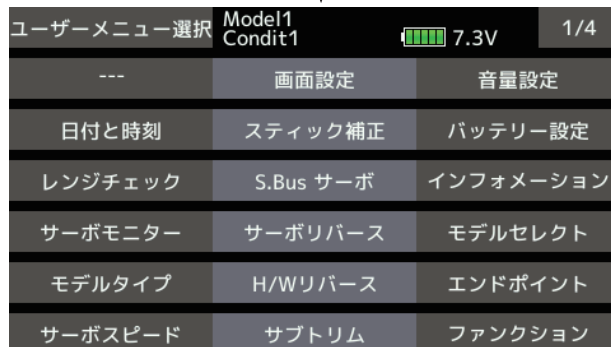 ユーザーメニュー選択 Model1 Condit1 7.3V 1/4
--- 画面設定 音量設定
日付と時刻 スティック補正 バッテリー設定
レンジチェック S.Bus サーボ インフォメーション
サーボモニター サーボリバース モデルセレクト
モデルタイプ H/Wリバース エンドポイント
サーボスピード サブトリム ファンクション